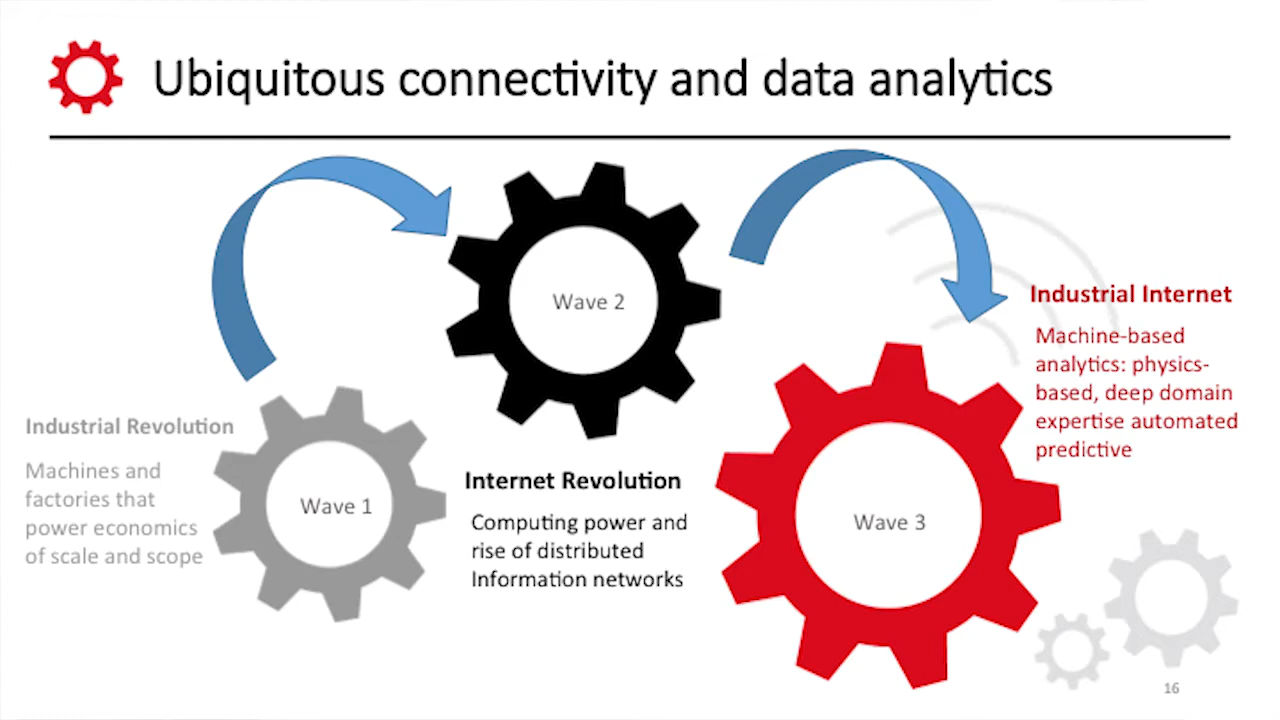 Ubiquitous connectivity and data analytics
Industrial Revolution
Machines and
factories that
power economics
of scale and scope
Wave 1
Wave 2
Internet Revolution
Computing power and
rise of distributed
Information networks
Wave 3
Industrial Internet
Machine-based
analytics: physics-
based, deep domain
expertise automated
predictive
16